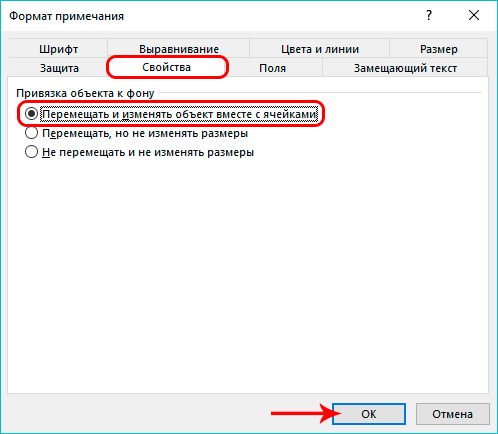 Формат примечания
?
Шрифт Выравнивание Цвета и линии Размер
Защита Свойства Поля Замещающий текст
Привязка объекта к фону
Перемещать и изменять объект вместе с ячейками
Перемещать, но не изменять размеры
Не перемещать и не изменять размеры
ОК Отмена